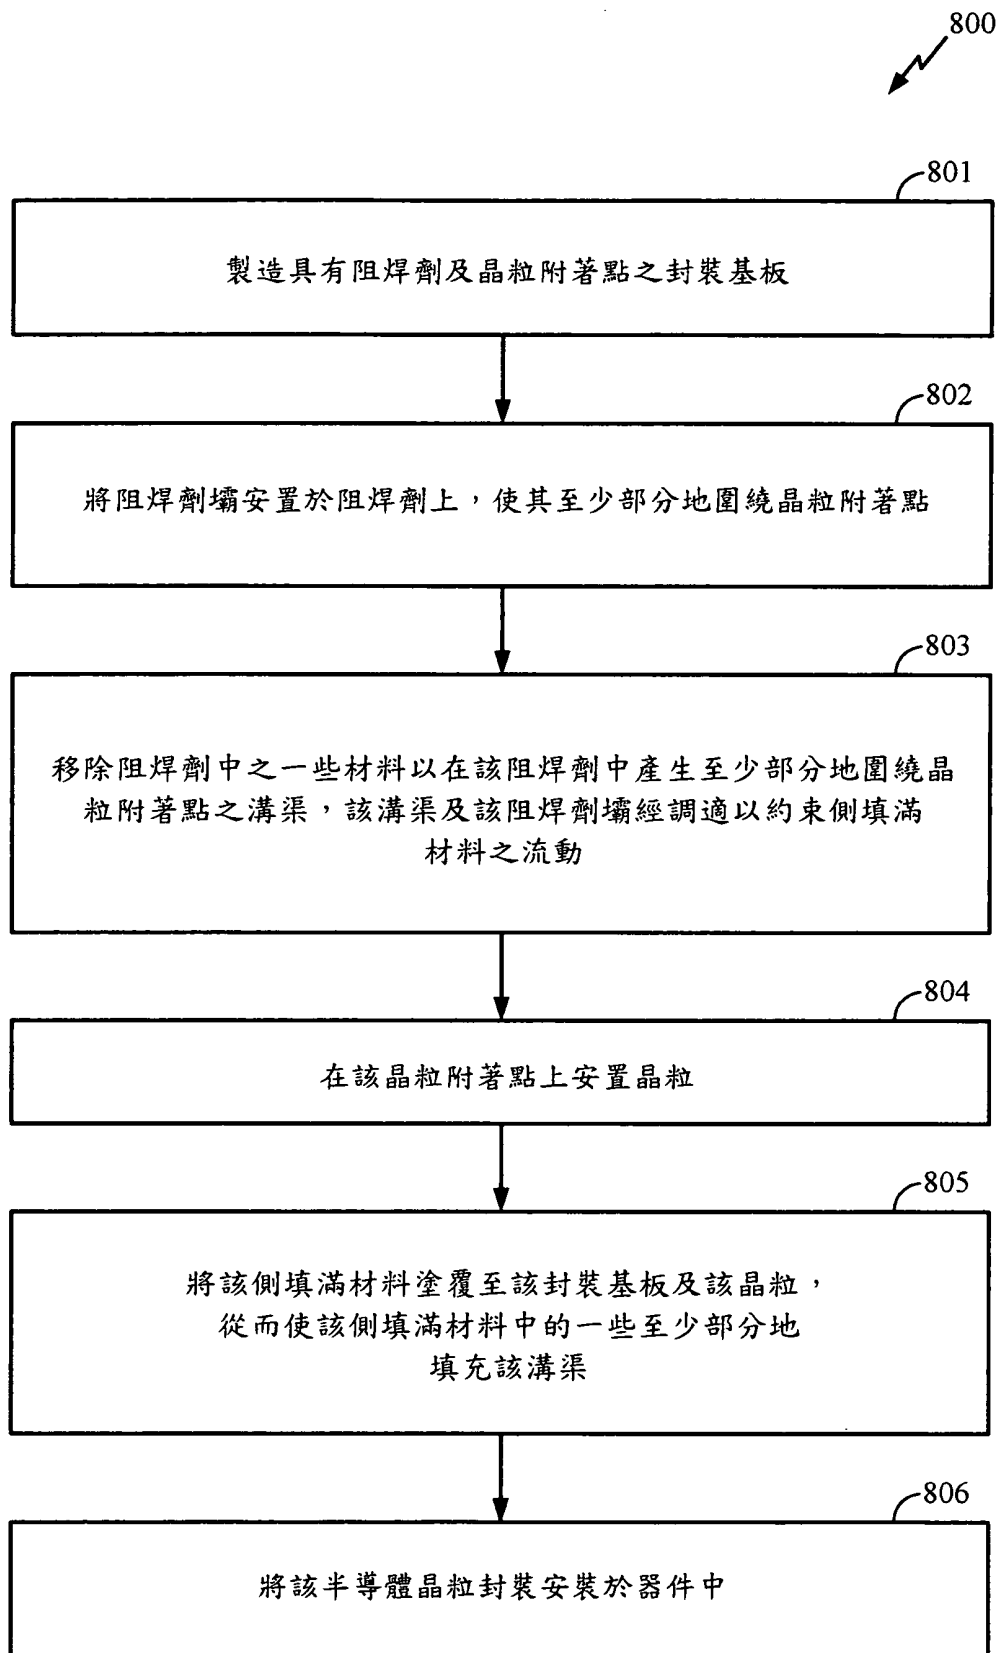 800
801
製造具有阻焊劑及晶粒附著點之封裝基板
802
將阻焊劑壩安置於阻焊劑上，使其至少部分地圍繞晶粒附著點
803
移除阻焊劑中之一些材料以在該阻焊劑中產生至少部分地圍繞晶
粒附著點之溝渠，該溝渠及該阻焊劑壩經調適以約束側填滿
材料之流動
804
在該晶粒附著點上安置晶粒
805
將該側填滿材料塗覆至該封裝基板及該晶粒，
從而使該側填滿材料中的一些至少部分地
填充該溝渠
806
將該半導體晶粒封裝安裝於器件中